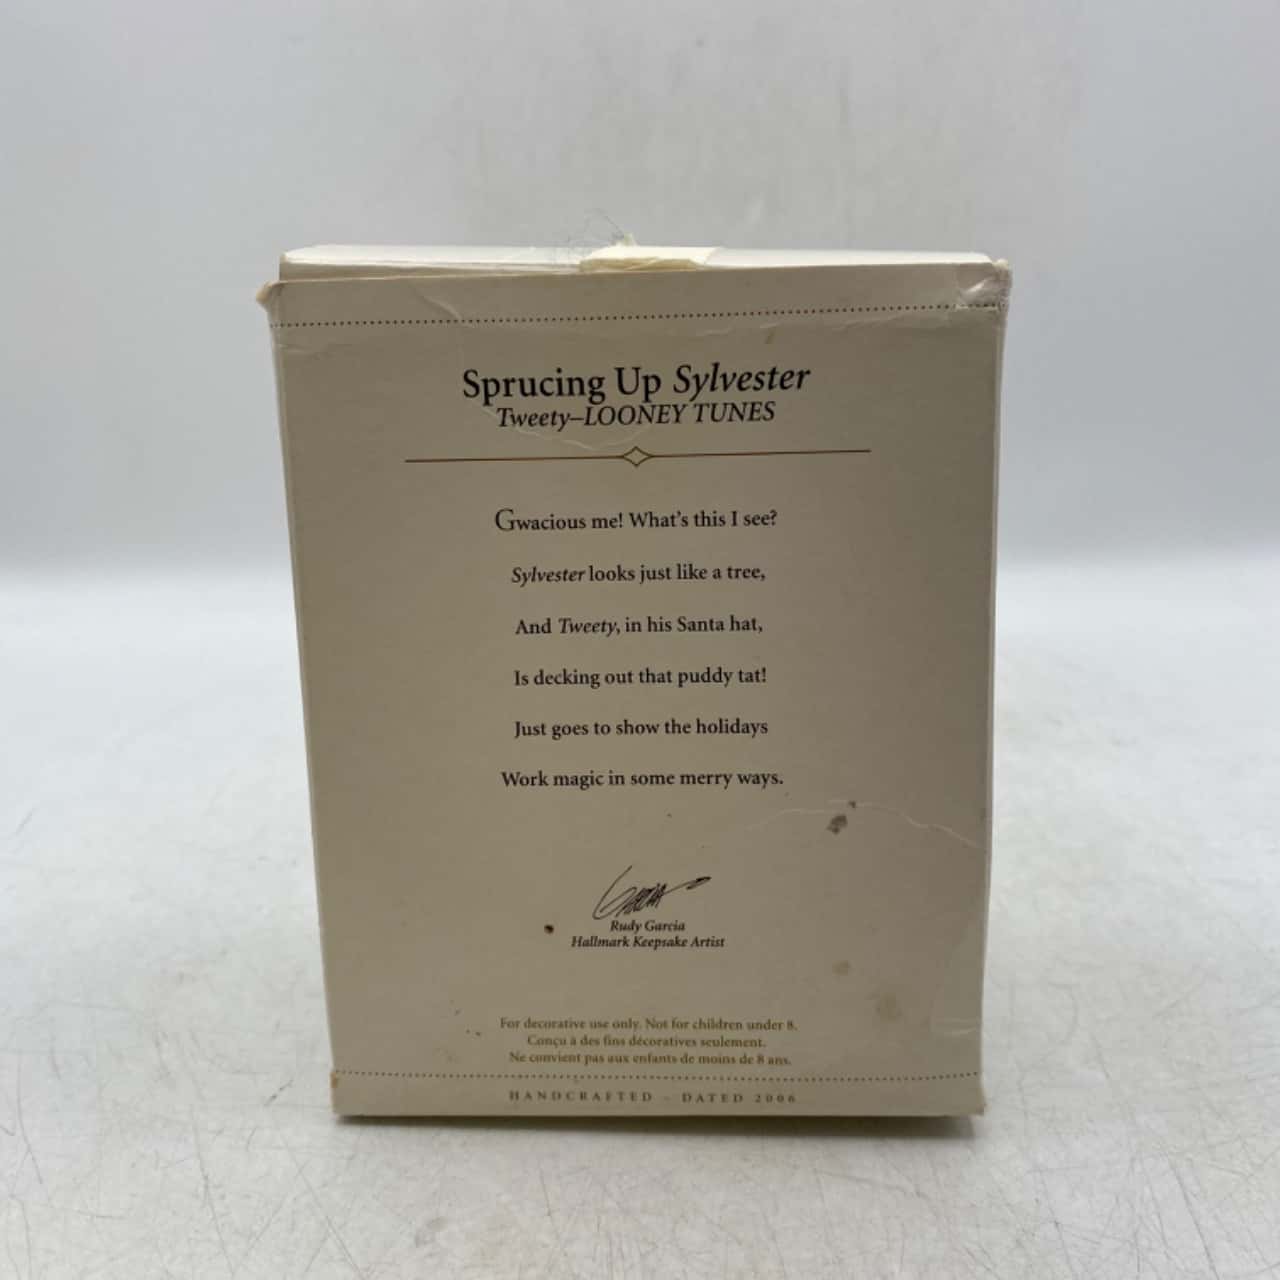 Sprucing Up Sylvester
Tweety–LOONEY TUNES
Gwacious me! What's this I see?
Sylvester looks just like a tree,
And Tweety, in his Santa hat,
Is decking out that puddy tat!
Just goes to show the holidays
Work magic in some merry ways.
Garcia
Rudy Garcia
Hallmark Keepsake Artist
For decorative use only. Not for children under 8.
Conçu à des fins décoratives seulement.
Ne convient pas aux enfants de moins de 8 ans.
HANDCRAFTED - DATED 2006